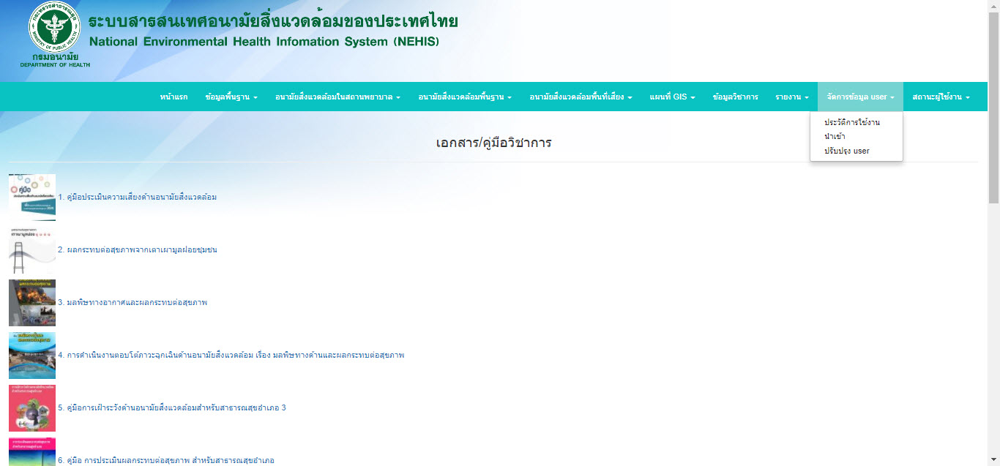 ระบบสารสนเทศอนามัยสิ่งแวดล้อมของประเทศไทย
National Environmental Health Infomation System (NEHIS)
กระทรวงสาธารณสุข
MINISTRY OF PUBLIC HEALTH
กรมอนามัย
DEPARTMENT OF HEALTH
หน้าแรก ข้อมูลพื้นฐาน อนามัยสิ่งแวดล้อมในสถานพยาบาล อนามัยสิ่งแวดล้อมพื้นฐาน อนามัยสิ่งแวดล้อมพื้นที่เสี่ยง แผนที่ GIS ข้อมูลวิชาการ รายงาน จัดการข้อมูล user สถานะผู้ใช้งาน
ประวัติการใช้งาน
นำเข้า
ปรับปรุง user
เอกสาร/คู่มือวิชาการ
คู่มือ
1. คู่มือประเมินความเสี่ยงด้านอนามัยสิ่งแวดล้อม
2. ผลกระทบต่อสุขภาพจากเตาเผามูลฝอยชุมชน
3. มลพิษทางอากาศและผลกระทบต่อสุขภาพ
4. การดำเนินงานตอบโต้ภาวะฉุกเฉินด้านอนามัยสิ่งแวดล้อม เรื่อง มลพิษทางด้านและผลกระทบต่อสุขภาพ
5. คู่มือการเฝ้าระวังด้านอนามัยสิ่งแวดล้อมสำหรับสาธารณสุขอำเภอ 3
6. คู่มือ การประเมินผลกระทบต่อสุขภาพ สำหรับสาธารณสุขอำเภอ